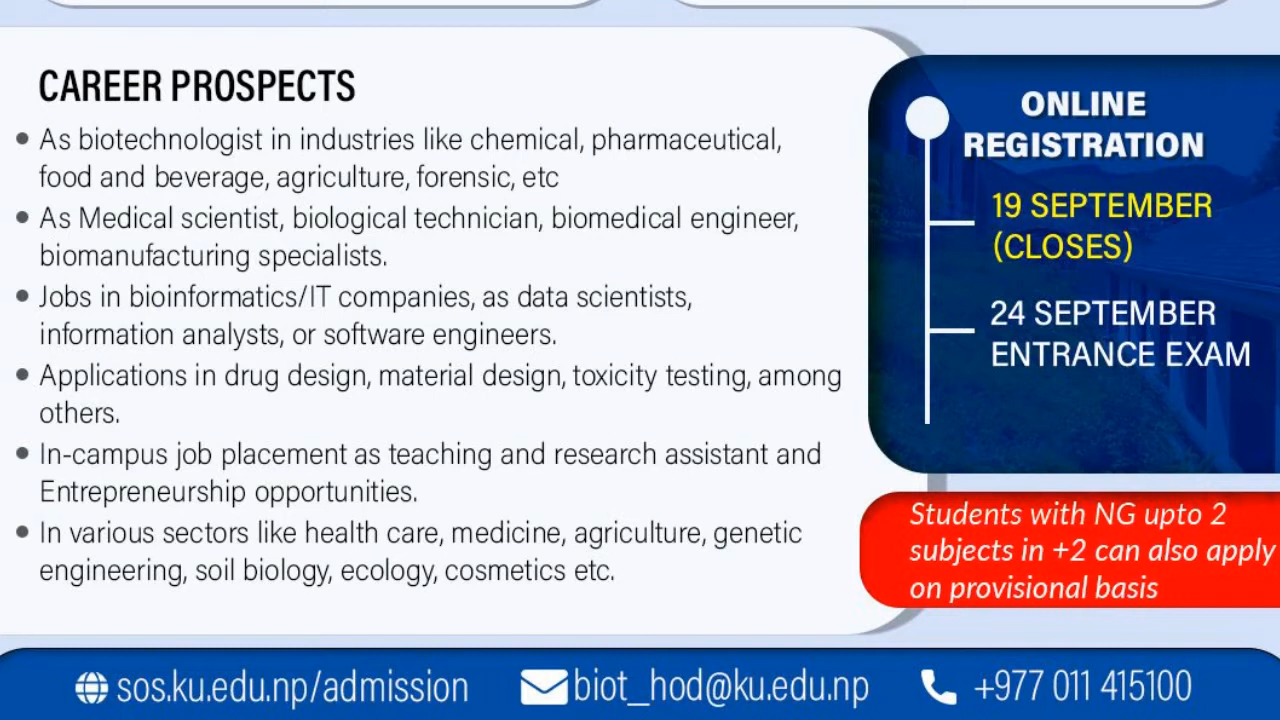 CAREER PROSPECTS
As biotechnologist in industries like chemical, pharmaceutical,
food and beverage, agriculture, forensic, etc
As Medical scientist, biological technician, biomedical engineer,
biomanufacturing specialists.
Jobs in bioinformatics/IT companies, as data scientists,
information analysts, or software engineers.
Applications in drug design, material design, toxicity testing, among
others.
In-campus job placement as teaching and research assistant and
Entrepreneurship opportunities.
In various sectors like health care, medicine, agriculture, genetic
engineering, soil biology, ecology, cosmetics etc.
ONLINE
REGISTRATION
19 SEPTEMBER
(CLOSES)
24 SEPTEMBER
ENTRANCE EXAM
Students with NG upto 2
subjects in +2 can also apply
on provisional basis
sos.ku.edu.np/admission
biot_hod@ku.edu.np
+977 011 415100